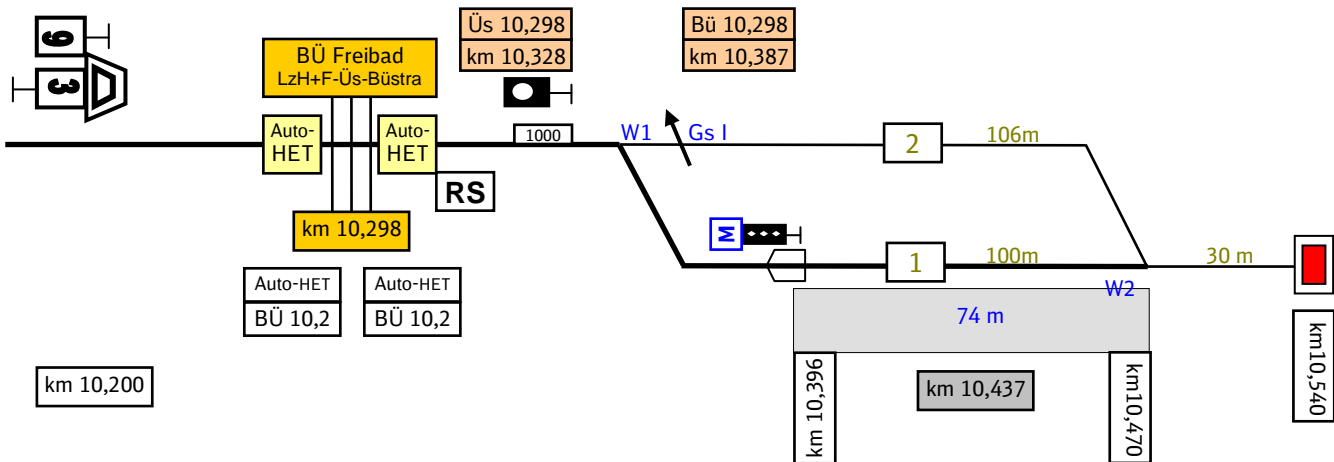 6
3
BÜ Freibad
LzH+F-Üs-Büstra
Üs 10,298
km 10,328
Bü 10,298
km 10,387
Auto-
HET
Auto-
HET
1000
W1
Gs I
2
106m
RS
km 10,298
M
1
100m
30 m
W2
74 m
Auto-HET
BÜ 10,2
Auto-HET
BÜ 10,2
km 10,200
km 10,396
km 10,437
km10,470
km10,540